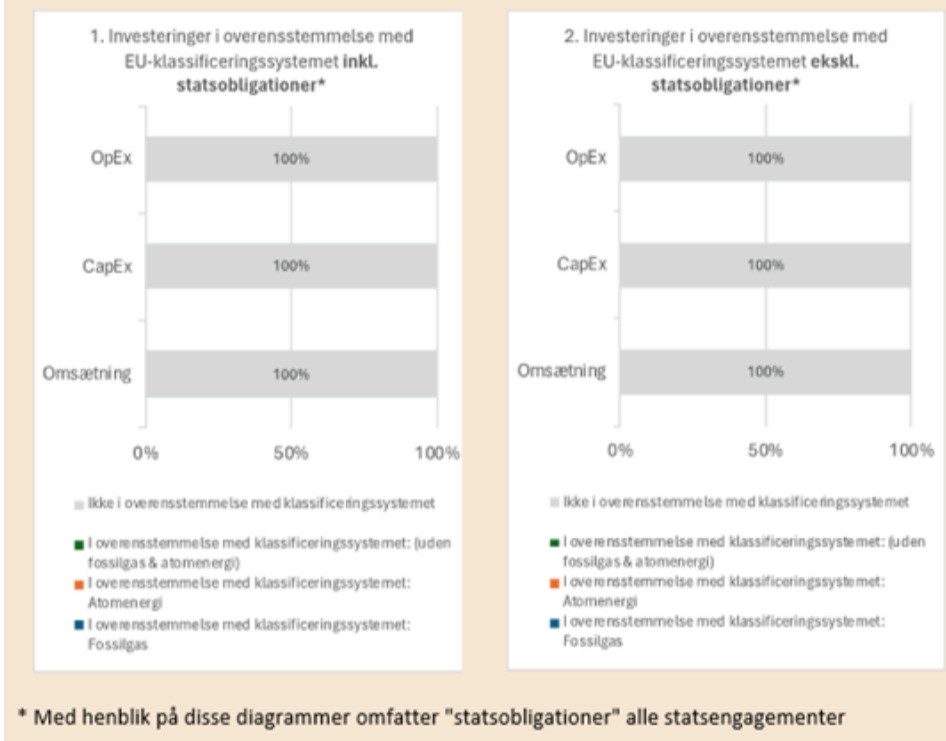 1. Investeringer i overensstemmelse med
EU-klassificeringssystemet inkl.
statsobligationer*
OpEx
100%
CapEx
100%
Omsætning
100%
0%
50%
100%
Ikke i overensstemmelse med klassificeringssystemet
I overensstemmelse med klassificeringssystemet: (uden
fossilgas & atomenergi)
I overensstemmelse med klassificeringssystemet:
Atomenergi
I overensstemmelse med klassificeringssystemet:
Fossilgas
2. Investeringer i overensstemmelse med
EU-klassificeringssystemet ekskl.
statsobligationer*
OpEx
100%
CapEx
100%
Omsætning
100%
0%
50%
100%
Ikke i overensstemmelse med klassificeringssystemet
I overensstemmelse med klassificeringssystemet: (uden
fossilgas & atomenergi)
I overensstemmelse med klassificeringssystemet:
Atomenergi
I overensstemmelse med klassificeringssystemet:
Fossilgas
* Med henblik på disse diagrammer omfatter "statsobligationer" alle statsengagementer